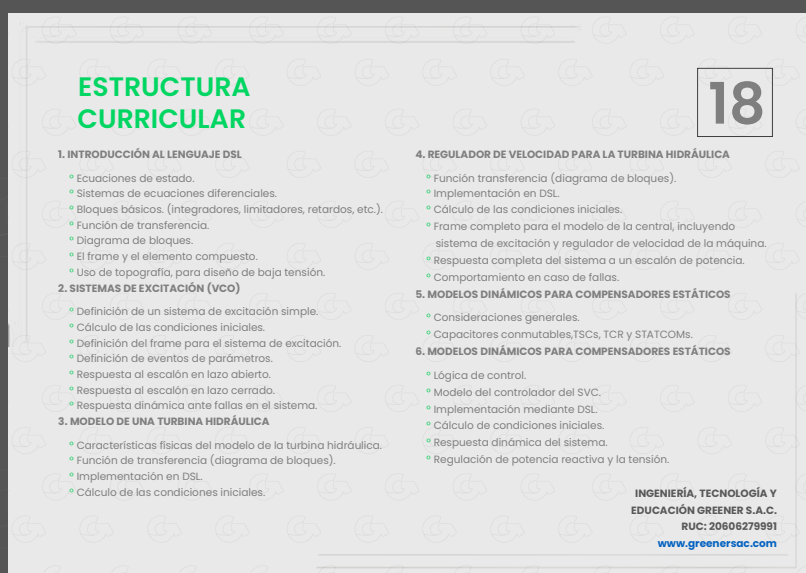 ESTRUCTURA
CURRICULAR
18
1. INTRODUCCIÓN AL LENGUAJE DSL
° Ecuaciones de estado.
° Sistemas de ecuaciones diferenciales.
° Bloques básicos. (integradores, limitadores, retardos, etc.).
° Función de transferencia.
° Diagrama de bloques.
° El frame y el elemento compuesto.
° Uso de topografía, para diseño de baja tensión.
2. SISTEMAS DE EXCITACIÓN (VCO)
° Definición de un sistema de excitación simple.
° Cálculo de las condiciones iniciales.
° Definición del frame para el sistema de excitación.
° Definición de eventos de parámetros.
° Respuesta al escalón en lazo abierto.
° Respuesta al escalón en lazo cerrado.
° Respuesta dinámica ante fallas en el sistema.
3. MODELO DE UNA TURBINA HIDRÁULICA
° Características físicas del modelo de la turbina hidráulica.
° Función de transferencia (diagrama de bloques).
° Implementación en DSL.
° Cálculo de las condiciones iniciales.
4. REGULADOR DE VELOCIDAD PARA LA TURBINA HIDRÁULICA
° Función transferencia (diagrama de bloques).
° Implementación en DSL.
° Cálculo de las condiciones iniciales.
° Frame completo para el modelo de la central, incluyendo
sistema de excitación y regulador de velocidad de la máquina.
° Respuesta completa del sistema a un escalón de potencia.
° Comportamiento en caso de fallas.
5. MODELOS DINÁMICOS PARA COMPENSADORES ESTÁTICOS
° Consideraciones generales.
° Capacitores conmutables,TSCs, TCR y STATCOMs.
6. MODELOS DINÁMICOS PARA COMPENSADORES ESTÁTICOS
° Lógica de control.
° Modelo del controlador del SVC.
° Implementación mediante DSL.
° Cálculo de condiciones iniciales.
° Respuesta dinámica del sistema.
° Regulación de potencia reactiva y la tensión.
INGENIERÍA, TECNOLOGÍA Y
EDUCACIÓN GREENER S.A.C.
RUC: 20606279991
www.greenersac.com